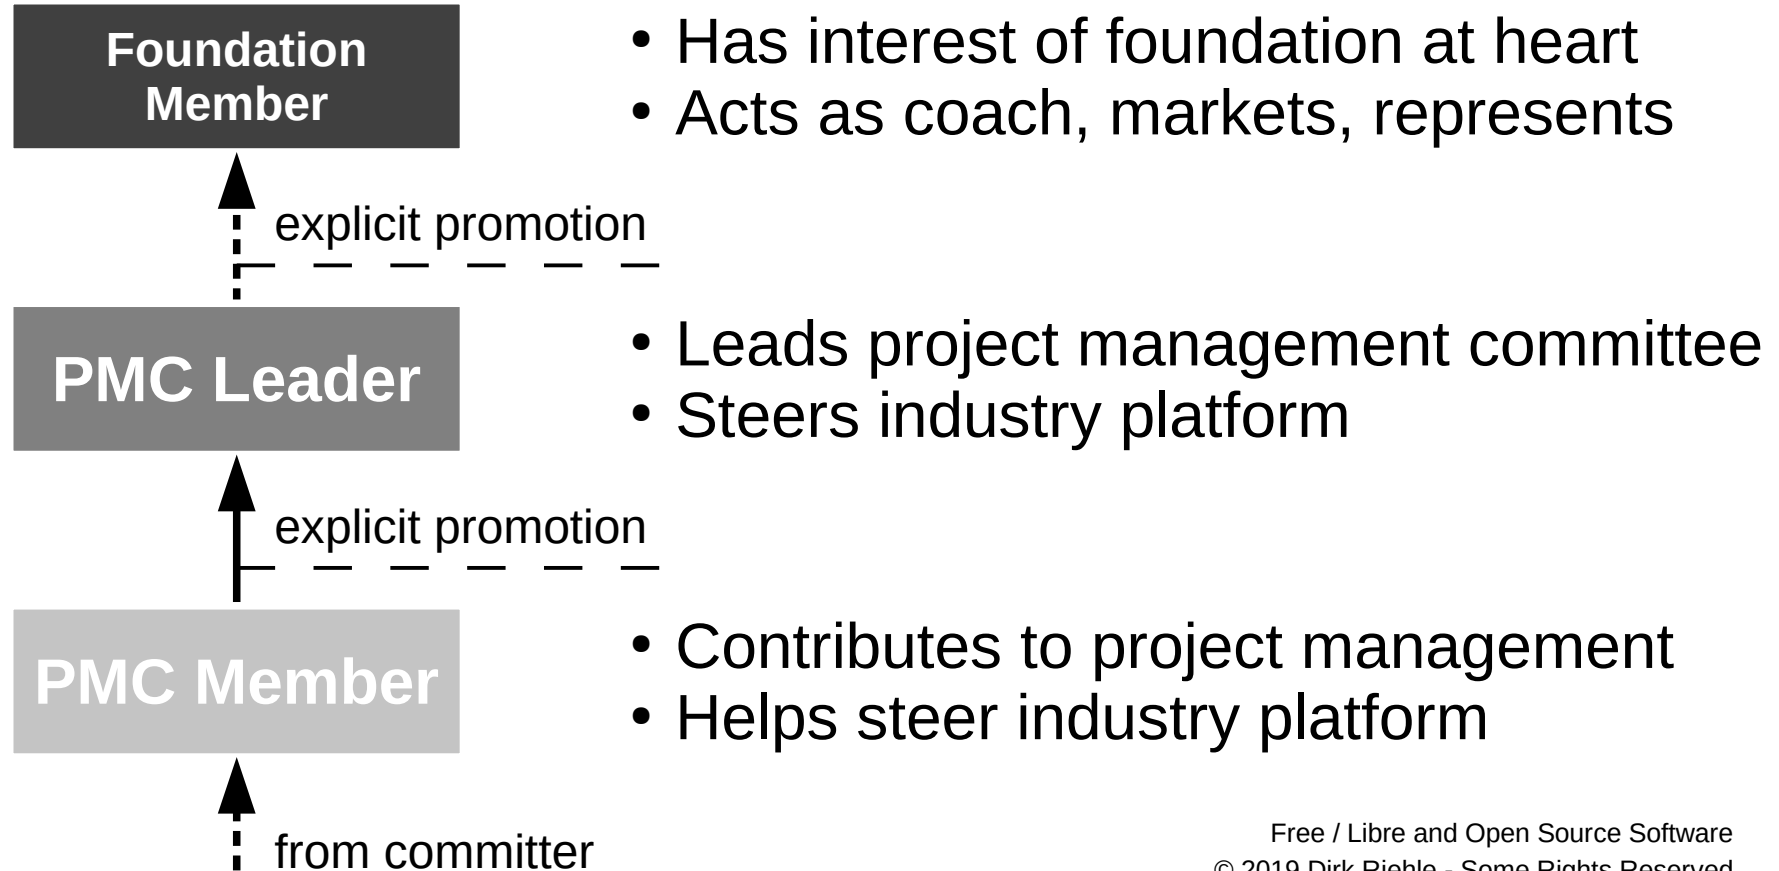 Foundation
Member
• Has interest of foundation at heart
• Acts as coach, markets, represents
explicit promotion
PMC Leader
• Leads project management committee
• Steers industry platform
explicit promotion
PMC Member
• Contributes to project management
• Helps steer industry platform
from committer
Free / Libre and Open Source Software
© 2019 Dirk Riehle - Some Rights Reserved